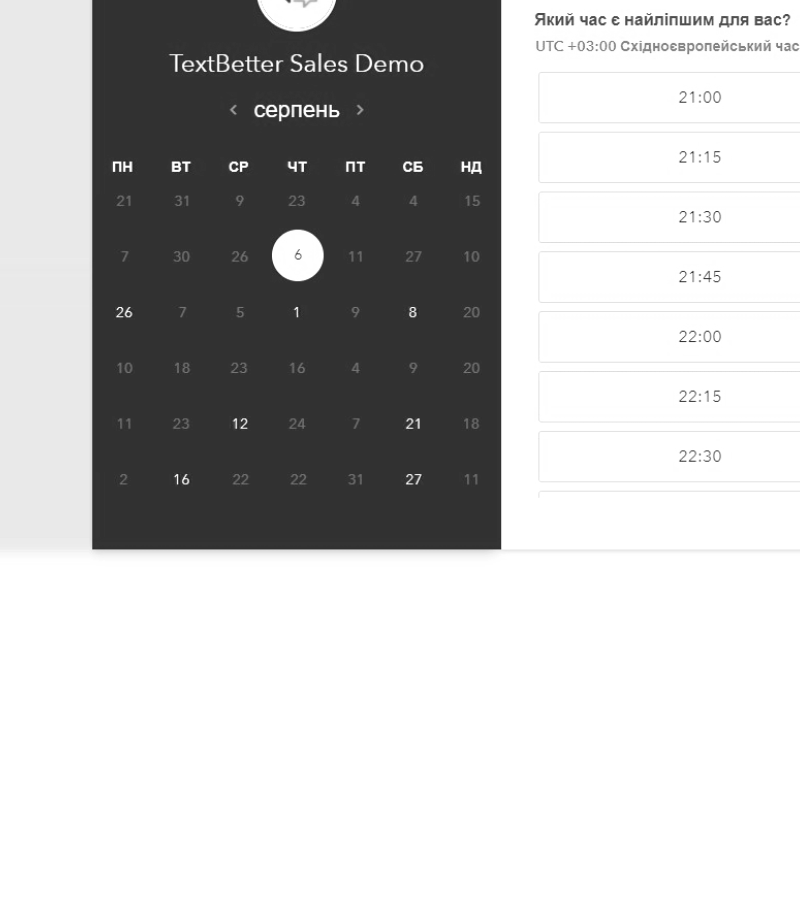 TextBetter Sales Demo
серпень
ПН ВТ СР ЧТ ПТ СБ НД
21 31 9 23 4 4 15
7 30 26 6 11 27 10
26 7 5 1 9 8 20
10 18 23 16 4 9 20
11 23 12 24 7 21 18
2 16 22 22 31 27 11
Який час є найліпшим для вас?
UTC +03:00 Східноєвропейський час
21:00
21:15
21:30
21:45
22:00
22:15
22:30